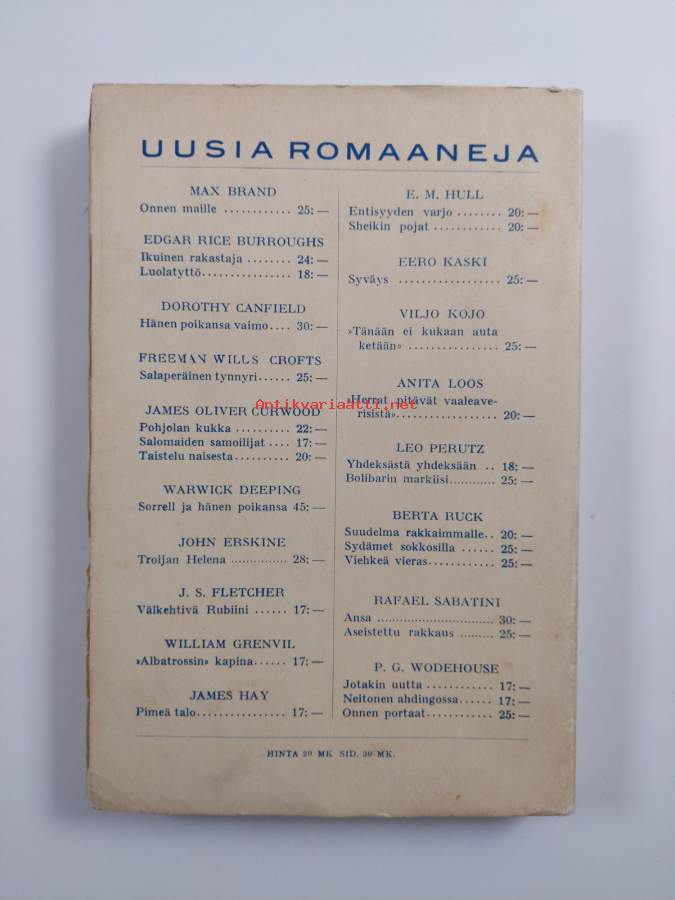 UUSIA ROMAANEJA
MAX BRAND
Onnen maille ............ 25: —
EDGAR RICE BURROUGHS
Ikuinen rakastaja ........ 24: —
Luolatyttö................ 18: —
DOROTHY CANFIELD
Hänen poikansa vaimo.... 30: —
FREEMAN WILLS CROFTS
Salaperäinen tynnyri...... 25: —
JAMES OLIVER CURWOOD
Pohjolan kukka .......... 22: —
Salomaiden samoilijat .... 17: —
Taistelu naisesta.......... 20: —
WARWICK DEEPING
Sorrell ja hänen poikansa 45: —
JOHN ERSKINE
Troijan Helena ............... 28: —
J. S. FLETCHER
Välkehtivä Rubiini ...... 17: —
WILLIAM GRENVIL
»Albatrossin» kapina...... 17: —
JAMES HAY
Pimeä talo................ 17: —
E. M. HULL
Entisyyden varjo ........ 20: —
Sheikin pojat ............ 20: —
EERO KASKI
Syväys .................. 25: —
VILJO KOJO
»Tänään ei kukaan auta
ketään» ................ 25: —
ANITA LOOS
»Herrat pitävät vaaleave-
risistä».................. 20: —
LEO PERUTZ
Yhdeksästä yhdeksään .. 18: —
Bolibarin markiisi............ 25: —
BERTA RUCK
Suudelma rakkaimmalle.. 20: —
Sydämet sokkosilla ...... 25: —
Viehkeä vieras............ 25: —
RAFAEL SABATINI
Ansa ................................ 30: —
Aseistettu rakkaus ......... 25: —
P. G. WODEHOUSE
Jotakin uutta ............ 17: —
Neitonen ahdingossa...... 17: —
Onnen portaat............ 25: —
HINTA 20 MK SID. 30 MK.
Antikvariaatti.net